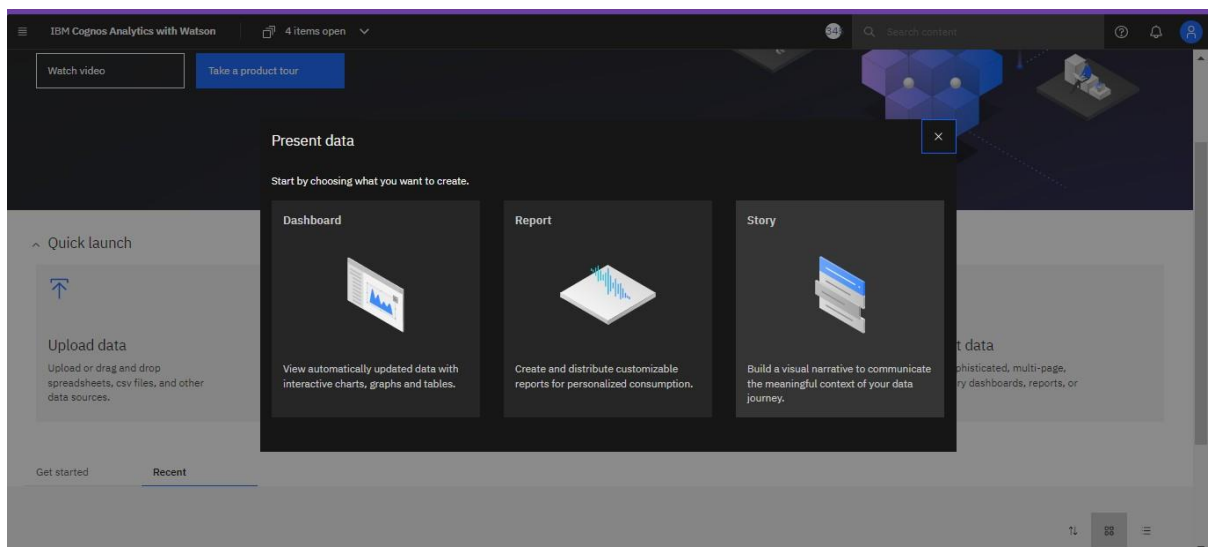 IBM Cognos Analytics with Watson
4 items open
34
Search content
Watch video
Take a product tour
Present data
Start by choosing what you want to create.
Dashboard
View automatically updated data with
interactive charts, graphs and tables.
Report
Create and distribute customizable
reports for personalized consumption.
Story
Build a visual narrative to communicate
the meaningful context of your data
journey.
Quick launch
Upload data
Upload or drag and drop
spreadsheets, csv files, and other
data sources.
t data
phisticated, multi-page,
ry dashboards, reports, or
Get started
Recent